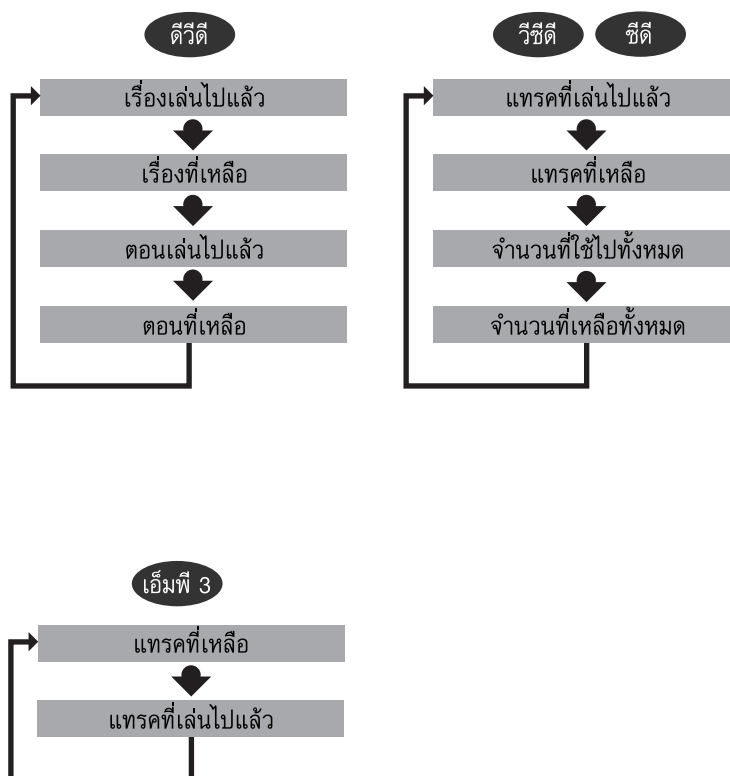 ดีวีดี
เรื่องเล่นไปแล้ว
เรื่องที่เหลือ
ตอนเล่นไปแล้ว
ตอนที่เหลือ
วีซีดี ซีดี
แทรคที่เล่นไปแล้ว
แทรคที่เหลือ
จำนวนที่ใช้ไปทั้งหมด
จำนวนที่เหลือทั้งหมด
เอ็มพี 3
แทรคที่เหลือ
แทรคที่เล่นไปแล้ว